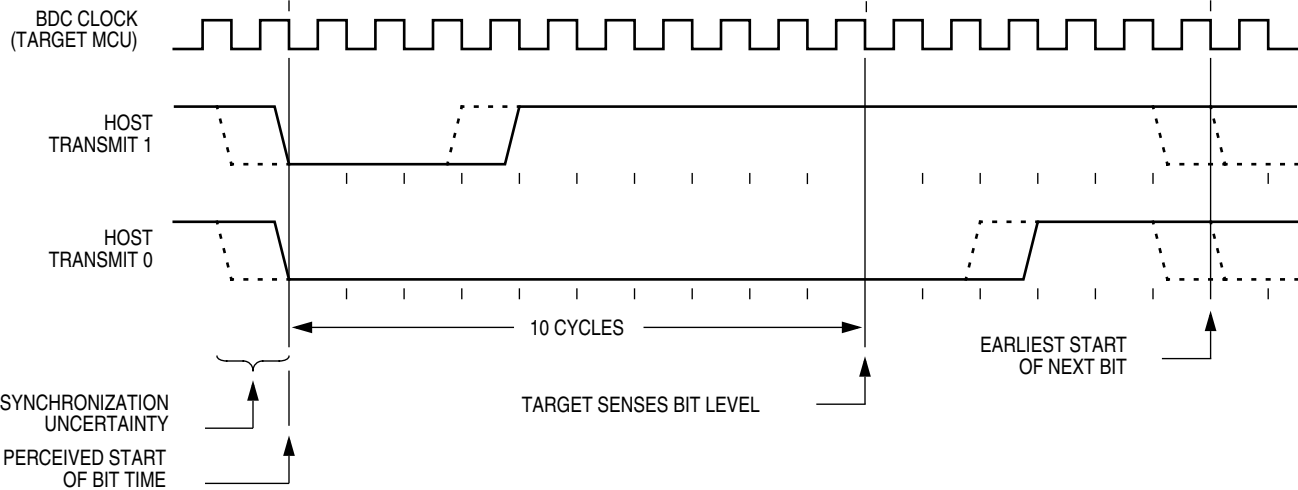 BDC CLOCK
(TARGET MCU)
HOST
TRANSMIT 1
HOST
TRANSMIT 0
10 CYCLES
EARLIEST START
OF NEXT BIT
SYNCHRONIZATION
UNCERTAINTY
TARGET SENSES BIT LEVEL
PERCEIVED START
OF BIT TIME